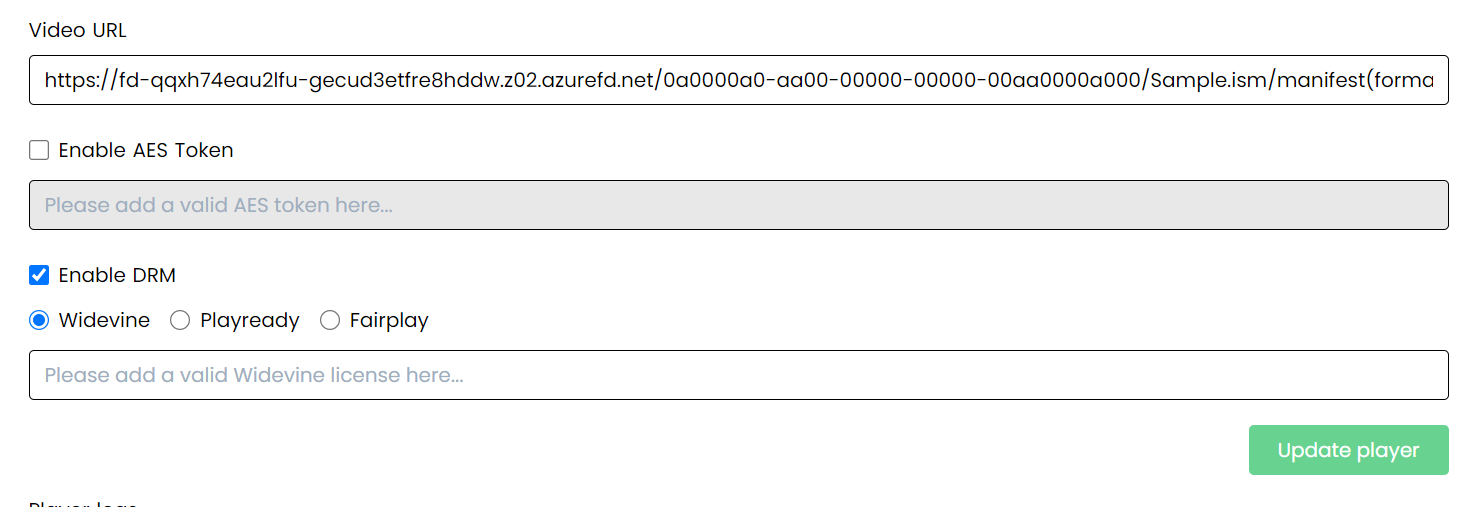 Video URL
https://fd-qqxh74eau2lfu-gecud3etfre8hddw.z02.azurefd.net/0a0000a0-aa00-00000-00000-00aa0000a000/Sample.ism/manifest(forma
Enable AES Token
Please add a valid AES token here...
Enable DRM
Widevine Playready Fairplay
Please add a valid Widevine license here...
Update player
Player logs